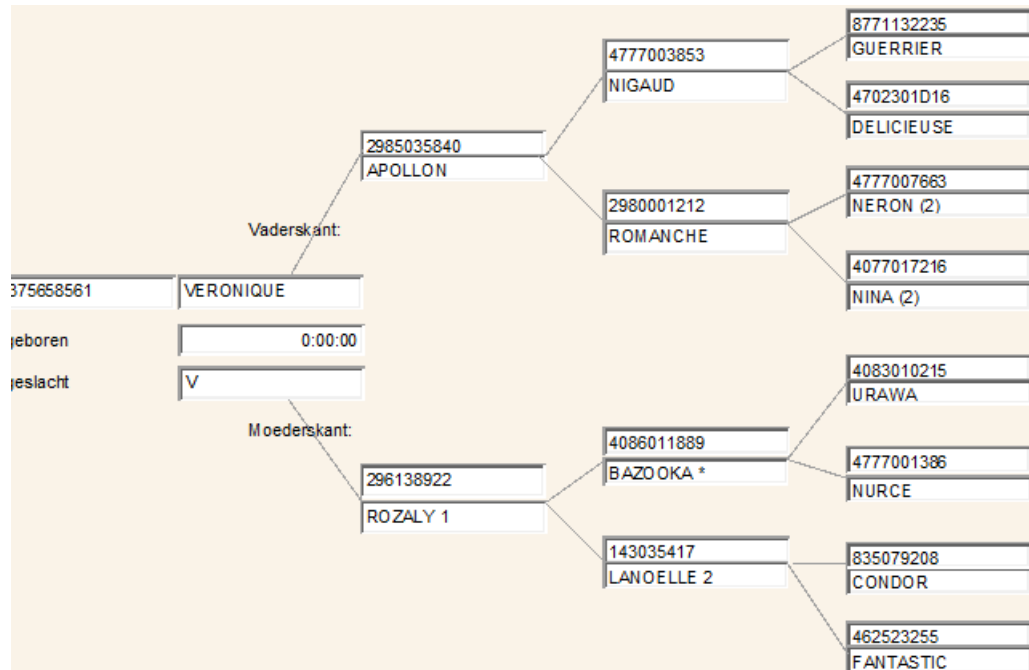 8771132235
GUERRIER
4777003853
NIGAUD
4702301D16
DELICIEUSE
2985035840
APOLLON
4777007663
NERON (2)
2980001212
ROMANCHE
Vaderskant:
4077017216
NINA (2)
375658561
VERONIQUE
geboren
0:00:00
geslacht
V
4083010215
URAWA
Moederskant:
4086011889
BAZOOKA *
4777001386
NURCE
296138922
ROZALY 1
143035417
LANOELLE 2
835079208
CONDOR
462523255
FANTASTIC